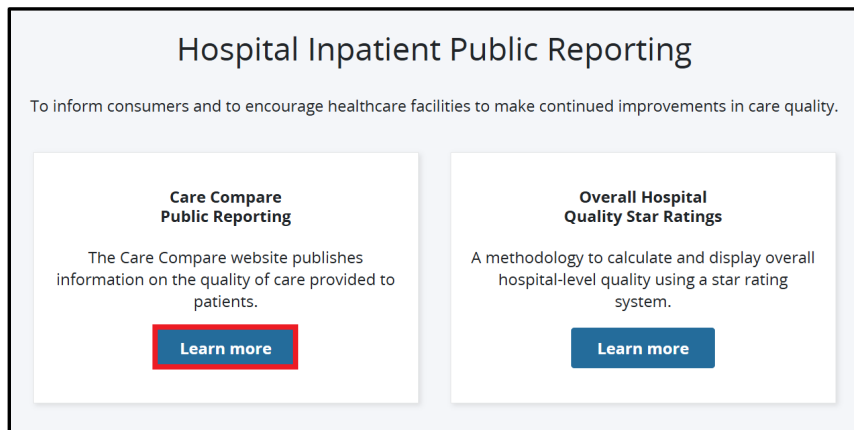 Hospital Inpatient Public Reporting
To inform consumers and to encourage healthcare facilities to make continued improvements in care quality.
Care Compare
Public Reporting
The Care Compare website publishes
information on the quality of care provided to
patients.
Learn more
Overall Hospital
Quality Star Ratings
A methodology to calculate and display overall
hospital-level quality using a star rating
system.
Learn more